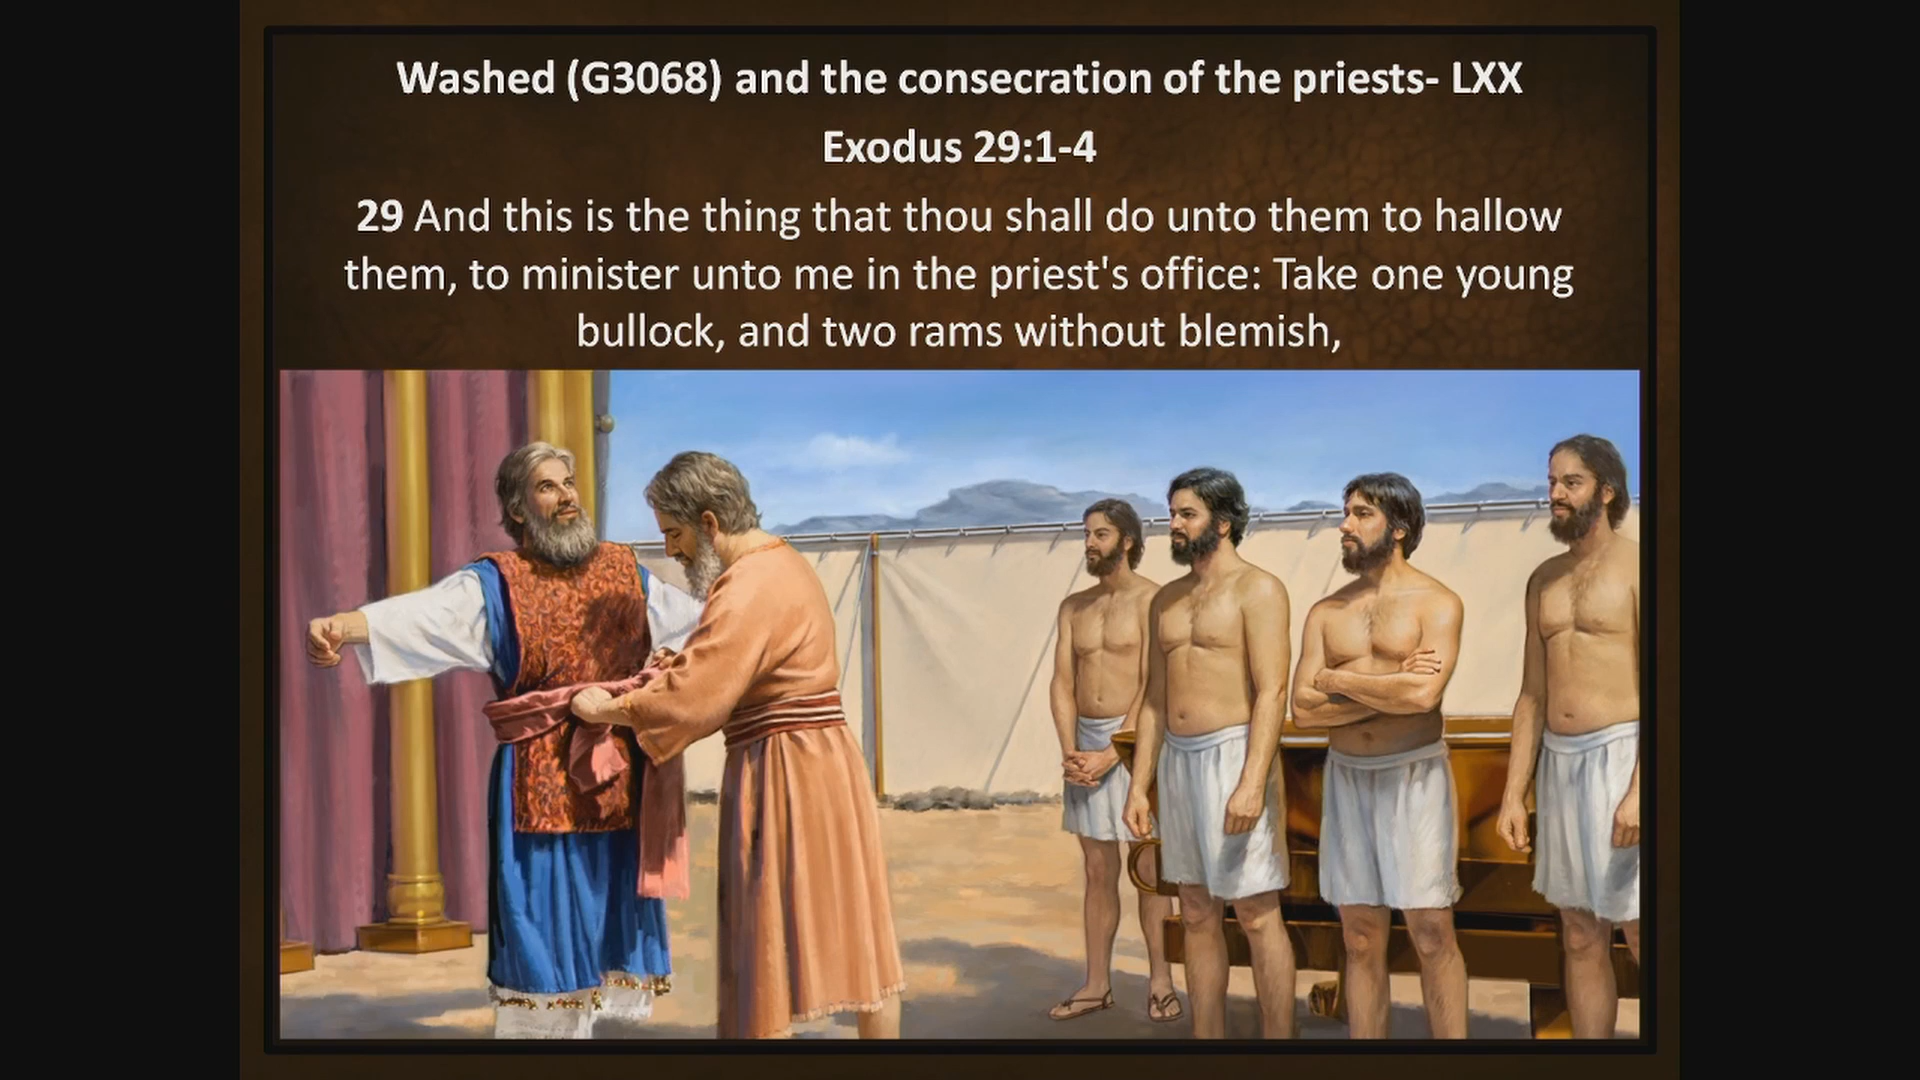 Washed (G3068) and the consecration of the priests- LXX
Exodus 29:1-4
29 And this is the thing that thou shall do unto them to hallow
them, to minister unto me in the priest's office: Take one young
bullock, and two rams without blemish,